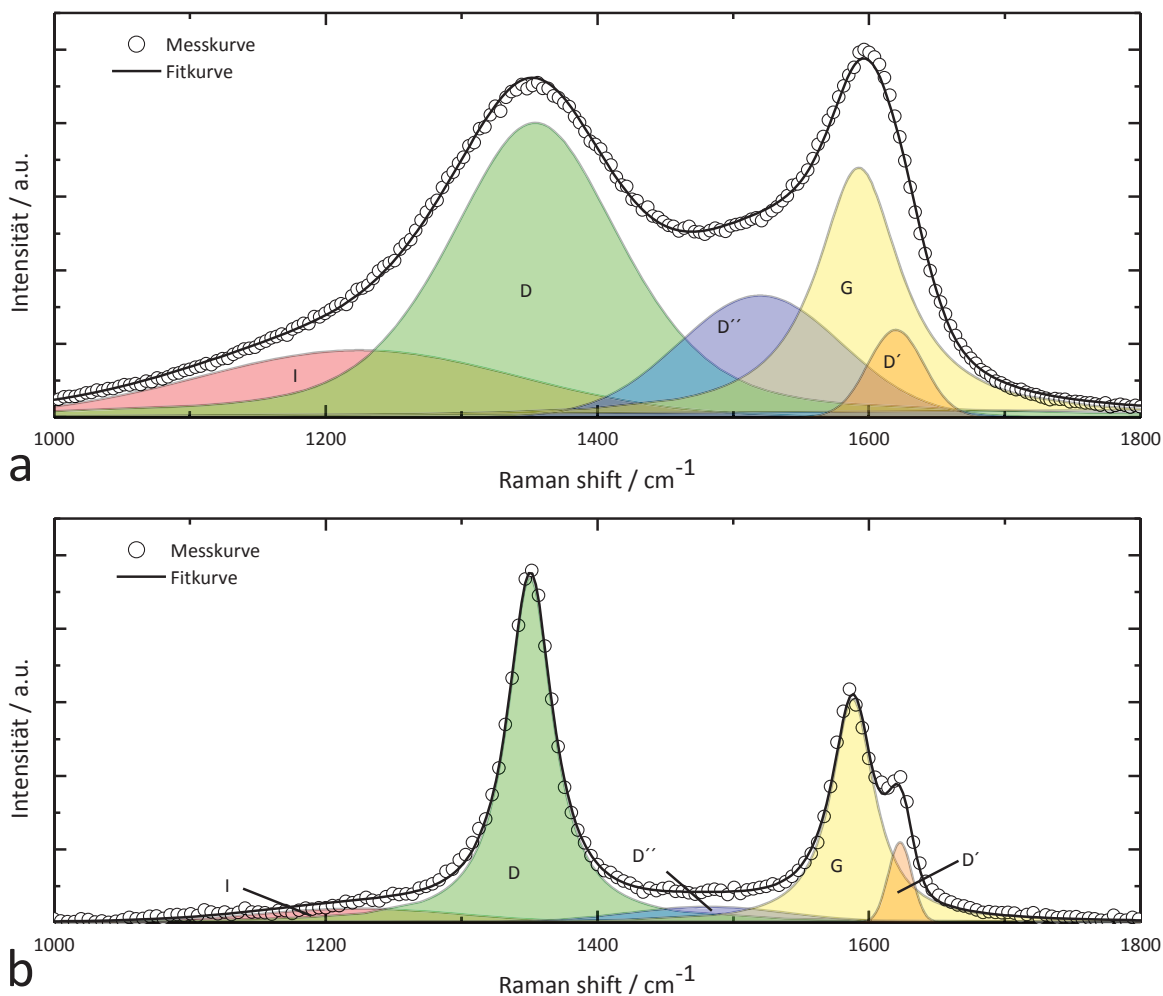 Messkurve
Fitkurve
Intensität / a.u.
I
D
D´´
G
D´
1000 1200 1400 1600 1800
Raman shift / cm-1
a
Messkurve
Fitkurve
Intensität / a.u.
I
D
D´´
G
D´
1000 1200 1400 1600 1800
Raman shift / cm-1
b